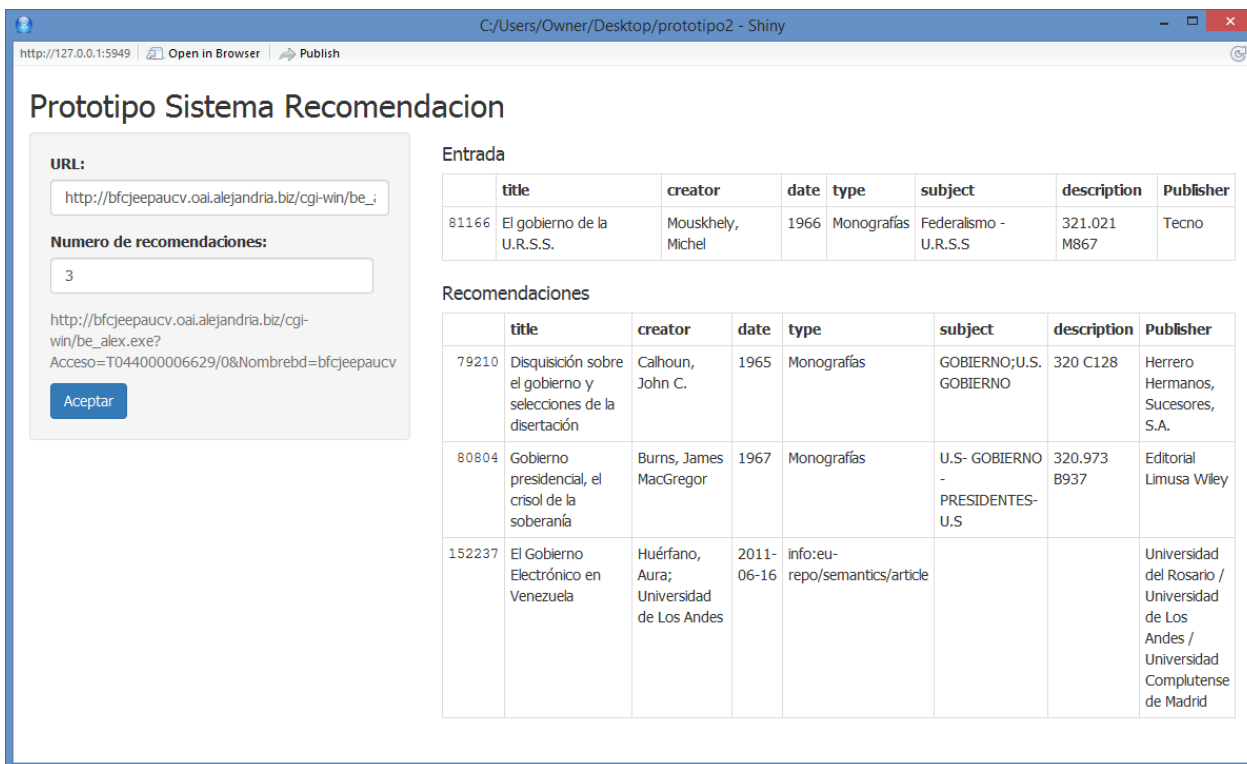 C:/Users/Owner/Desktop/prototipo2 - Shiny
http://127.0.0.1:5949 Open in Browser Publish
Prototipo Sistema Recomendacion
URL:
http://bfcjeepaucv.oai.alejandria.biz/cgi-win/be_a
Numero de recomendaciones:
3
http://bfcjeepaucv.oai.alejandria.biz/cgi-
win/be_alex.exe?
Acceso=T044000006629/0&Nombrebd=bfcjeepaucv
Aceptar
Entrada
title creator date type subject description Publisher
81166 El gobierno de la Mouskhely, 1966 Monografías Federalismo - 321.021 Tecno
U.R.S.S. Michel U.R.S.S M867
Recomendaciones
title creator date type subject description Publisher
79210 Disquisición sobre Calhoun, 1965 Monografías GOBIERNO;U.S. 320 C128 Herrero
el gobierno y John C. GOBIERNO Hermanos,
selecciones de la Sucesores,
disertación S.A.
80804 Gobierno Burns, James 1967 Monografías U.S- GOBIERNO 320.973 Editorial
presidencial, el MacGregor - B937 Limusa Wiley
crisol de la PRESIDENTES-
soberanía U.S
152237 El Gobierno Huérfano, 2011- info:eu- Universidad
Electrónico en Aura; 06-16 repo/semantics/article del Rosario /
Venezuela Universidad Universidad
de Los Andes de Los
Andes /
Universidad
Complutense
de Madrid